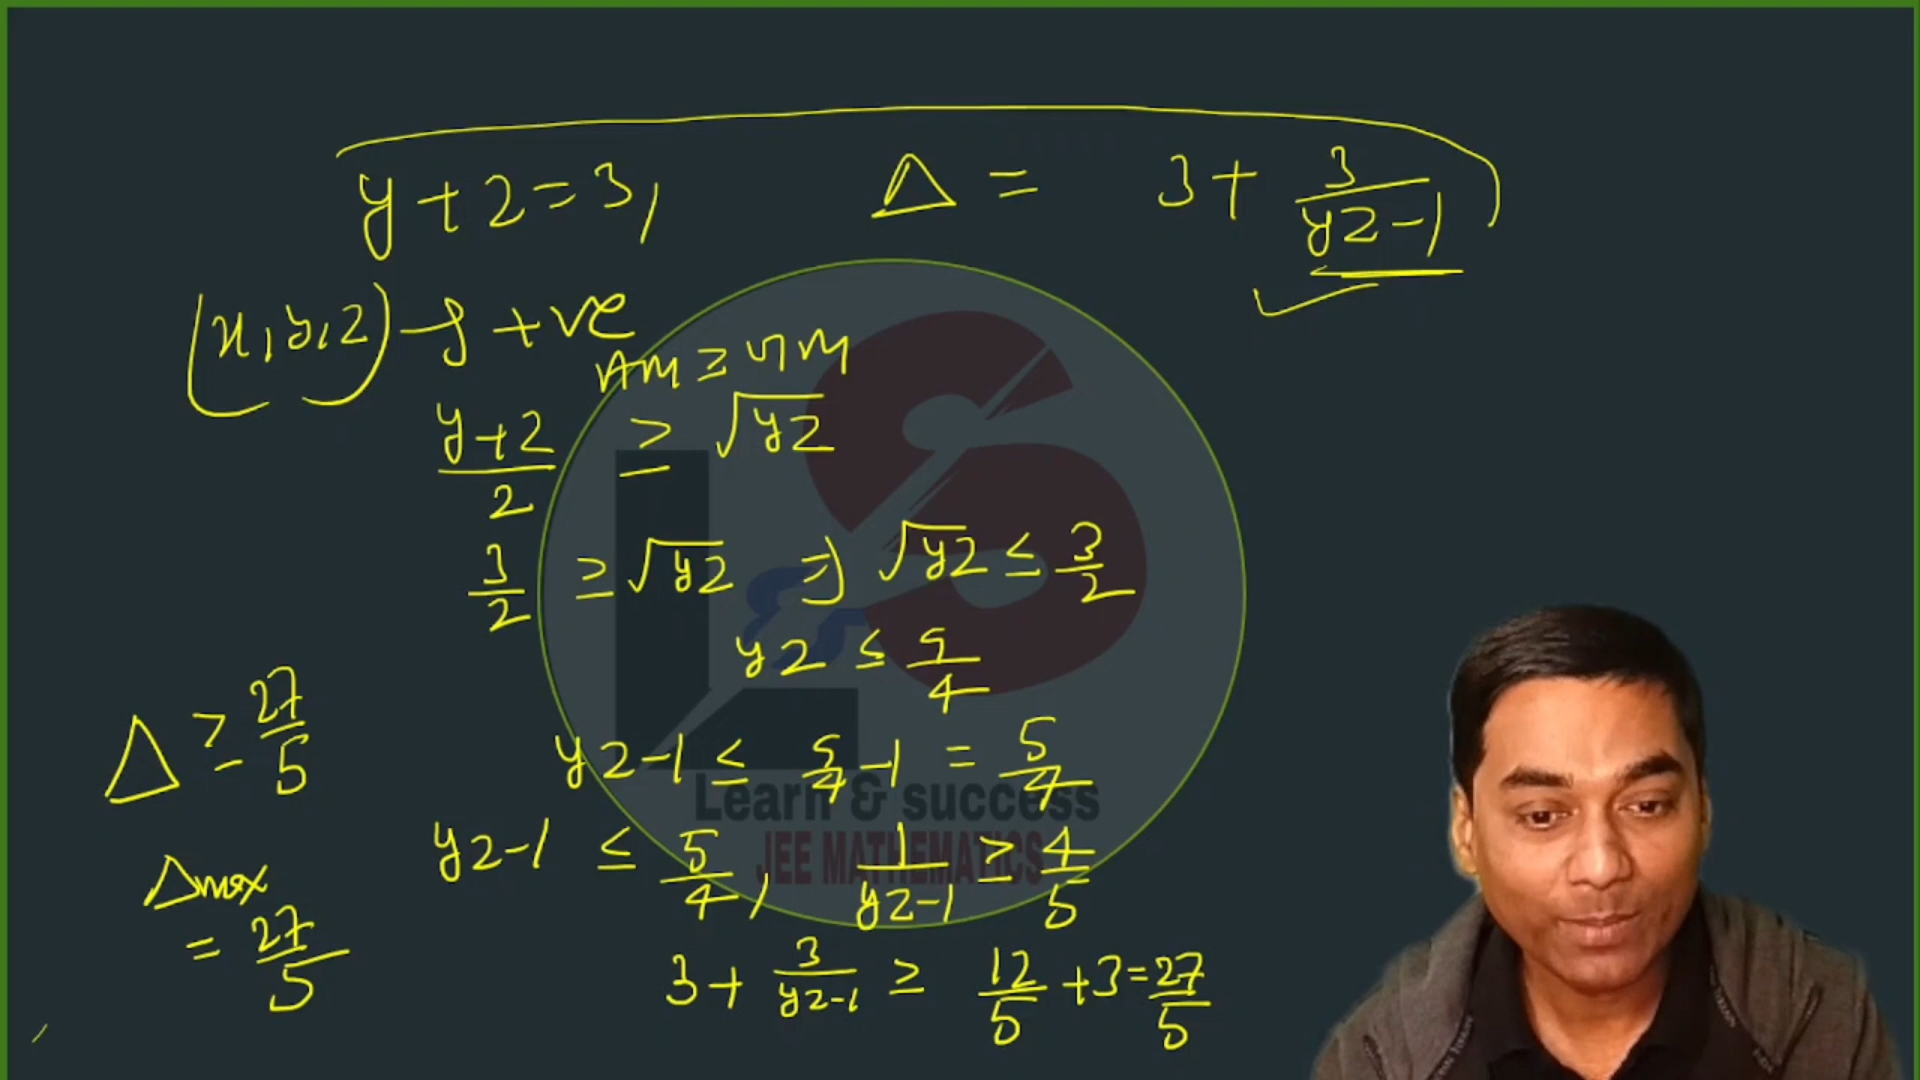 y+2=3, Δ = 3+ 3/(yz-1)
(x,y,z) → +ve
AM ≥ GM
(y+z)/2 ≥ √yz
3/2 ≥ √yz ⇒ √yz ≤ 3/2
yz ≤ 9/4
Δ ≥ 27/5
yz-1 ≤ 9/4 -1 = 5/4
Learn & success
yz-1 ≤ 5/4, 1/(yz-1) ≥ 4/5
JEE MATHEMATICS
Δmax = 27/5
3+ 3/(yz-1) ≥ 12/5 +3 = 27/5